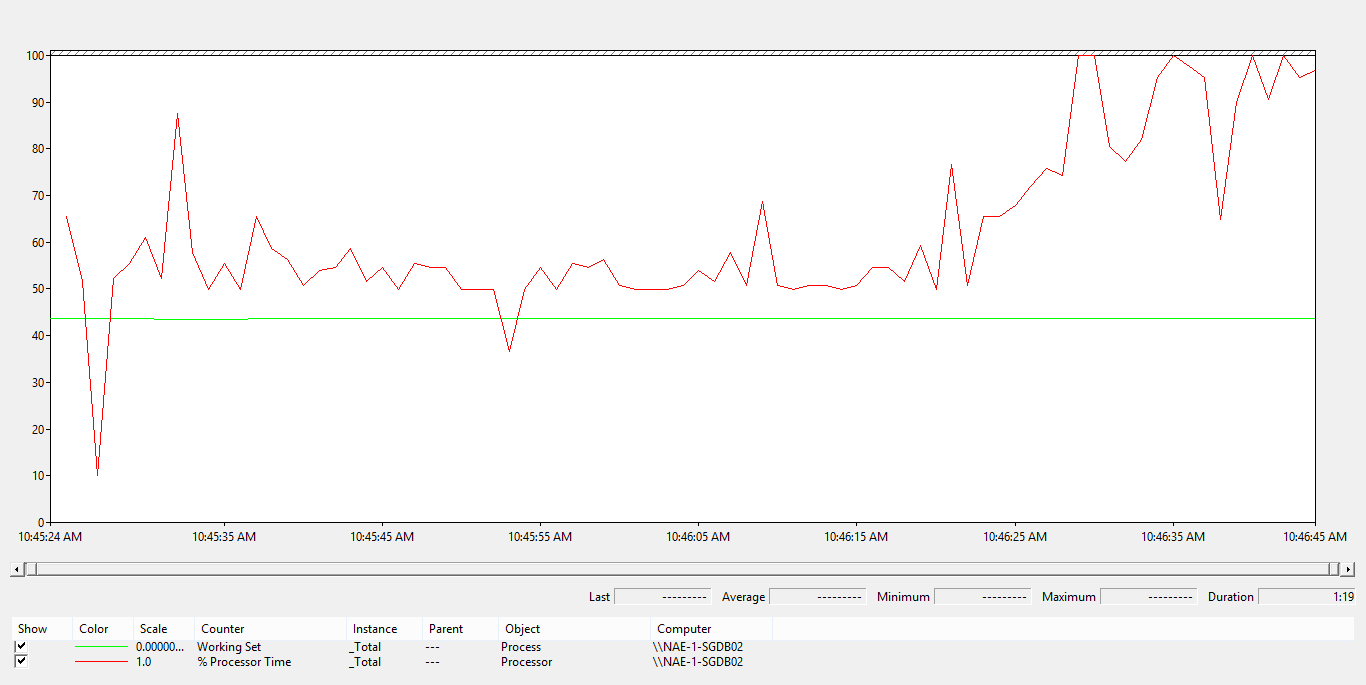 100
90
80
70
60
50
40
30
20
10
0
10:45:24 AM 10:45:35 AM 10:45:45 AM 10:45:55 AM 10:46:05 AM 10:46:15 AM 10:46:25 AM 10:46:35 AM 10:46:45 AM
Last --------- Average --------- Minimum --------- Maximum --------- Duration 1:19
Show Color Scale Counter Instance Parent Object Computer
0.00000... Working Set _Total --- Process \\NAE-1-SGDB02
1.0 % Processor Time _Total --- Processor \\NAE-1-SGDB02